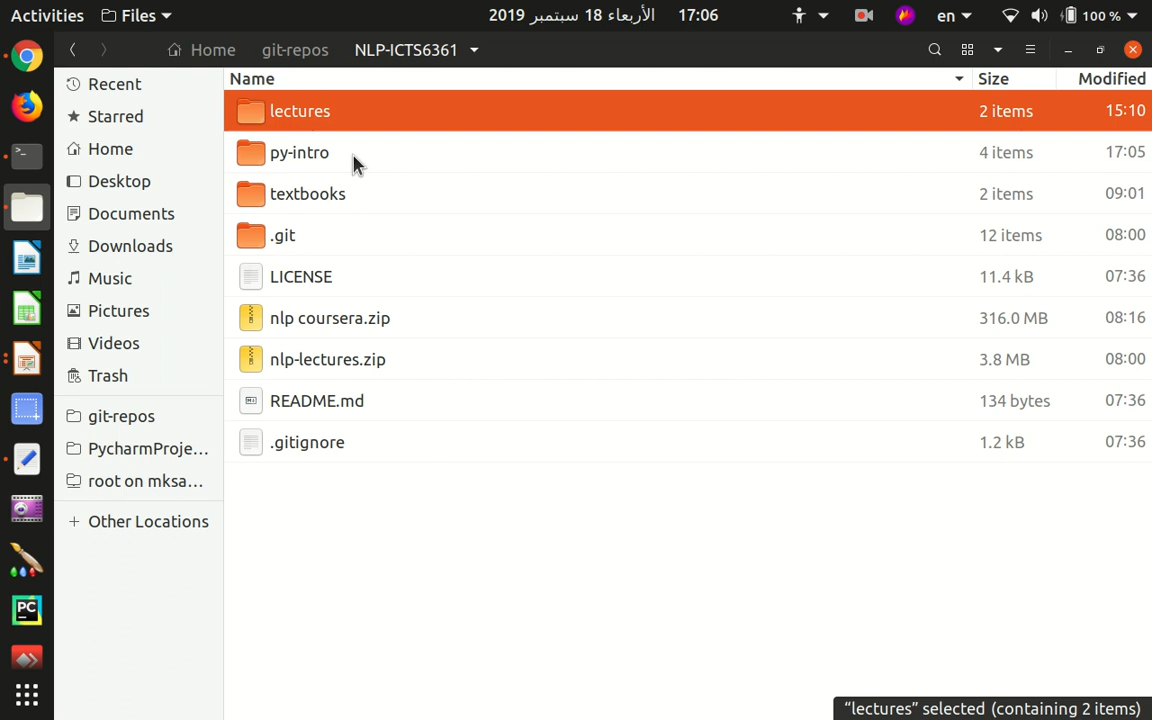 Activities Files الأربعاء 18 سبتمبر 2019 17:06 en 100 %
Home git-repos NLP-ICTS6361
Recent
Starred
Home
Desktop
Documents
Downloads
Music
Pictures
Videos
Trash
git-repos
PycharmProje...
root on mksa...
+ Other Locations
Name Size Modified
lectures 2 items 15:10
py-intro 4 items 17:05
textbooks 2 items 09:01
.git 12 items 08:00
LICENSE 11.4 kB 07:36
nlp coursera.zip 316.0 MB 08:16
nlp-lectures.zip 3.8 MB 08:00
README.md 134 bytes 07:36
.gitignore 1.2 kB 07:36
PC
“lectures” selected (containing 2 items)